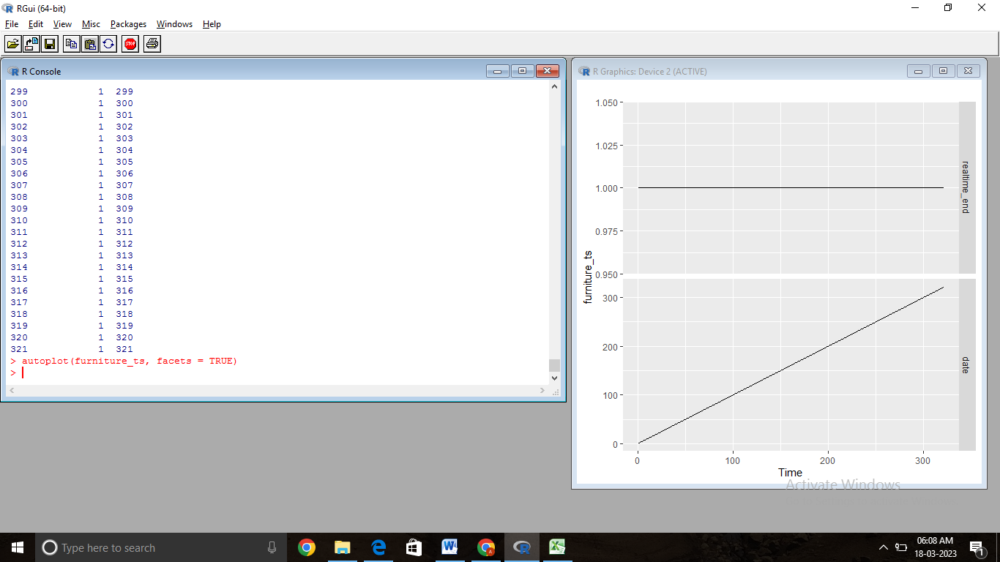 RGui (64-bit)
File Edit View Misc Packages Windows Help
STOP
R Console
299 1 299
300 1 300
301 1 301
302 1 302
303 1 303
304 1 304
305 1 305
306 1 306
307 1 307
308 1 308
309 1 309
310 1 310
311 1 311
312 1 312
313 1 313
314 1 314
315 1 315
316 1 316
317 1 317
318 1 318
319 1 319
320 1 320
321 1 321
> autoplot(furniture_ts, facets = TRUE)
>
R Graphics: Device 2 (ACTIVE)
1.050
1.025
1.000
0.975
0.950
realtime_end
furniture_ts
300
200
100
0
date
0 100 200 300
Time
Activate Windows
Type here to search
06:08 AM
18-03-2023
1